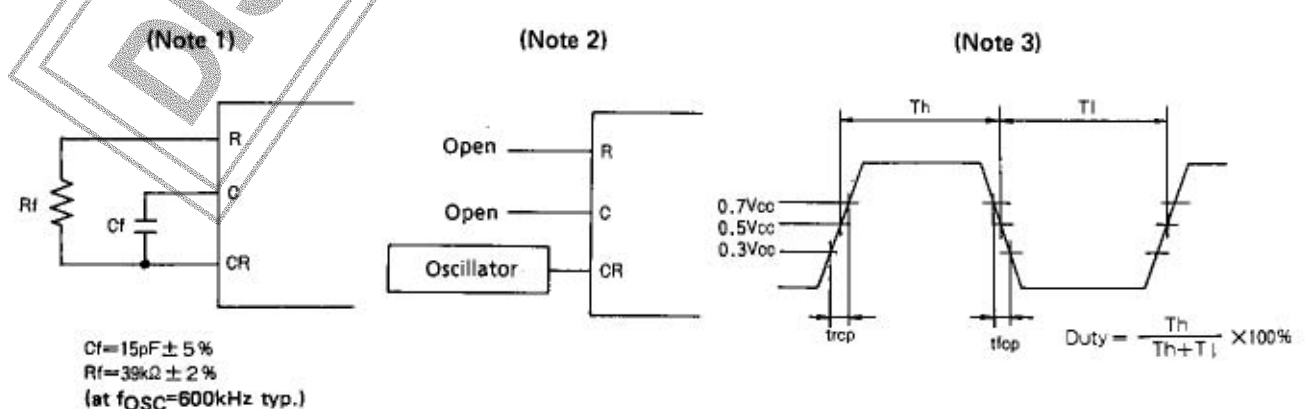 (Note 1)
(Note 2)
(Note 3)
R
C
CR
Rf
Cf
Cf=15pF±5%
Rf=39kΩ±2%
(at fOSC=600kHz typ.)
Open
Open
Oscillator
R
C
CR
Th
Tl
0.7Vcc
0.5Vcc
0.3Vcc
trcp
tfcp
Duty = Th / Th+Tl ×100%